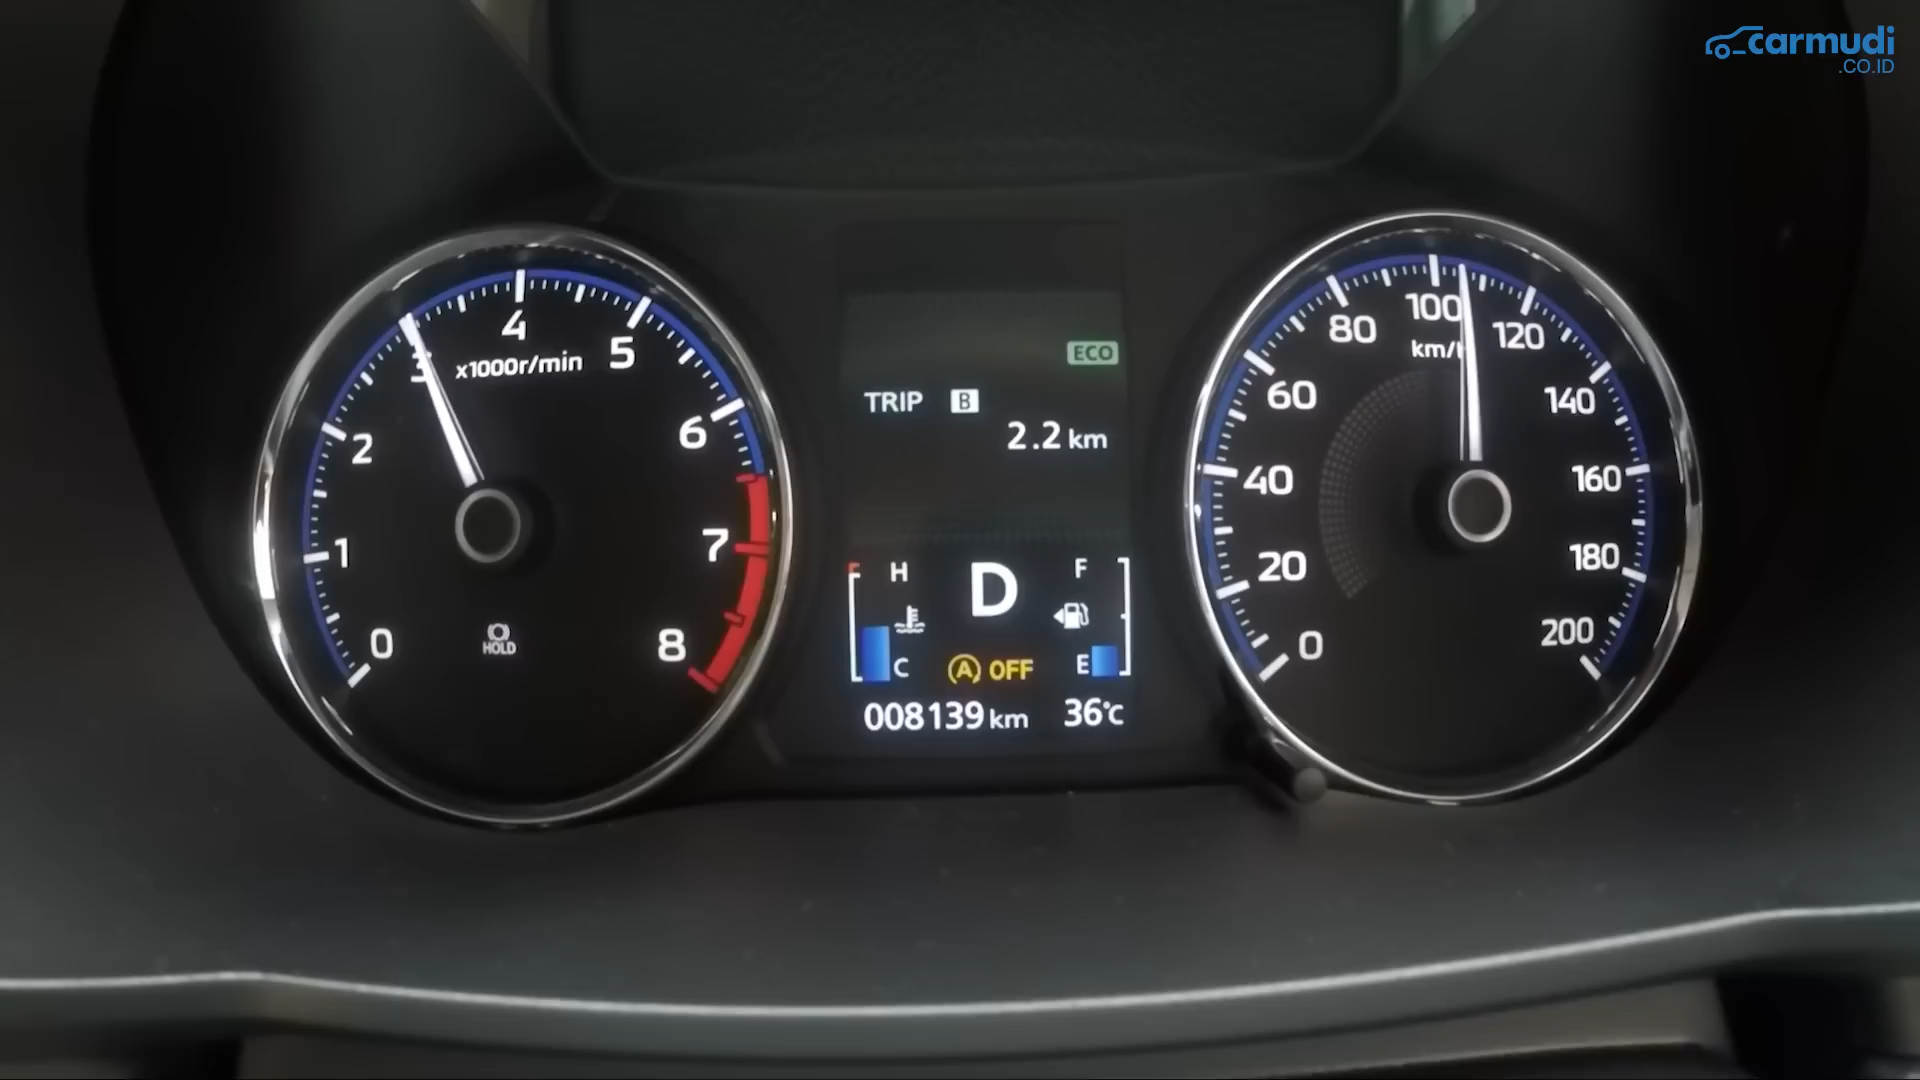 carmudi
.CO.ID
0
1
2
3
4
5
6
7
8
x1000r/min
HOLD
ECO
TRIP B
2.2 km
H
C
D
F
E
A OFF
008139 km
36°C
0
20
40
60
80
100
120
140
160
180
200
km/h